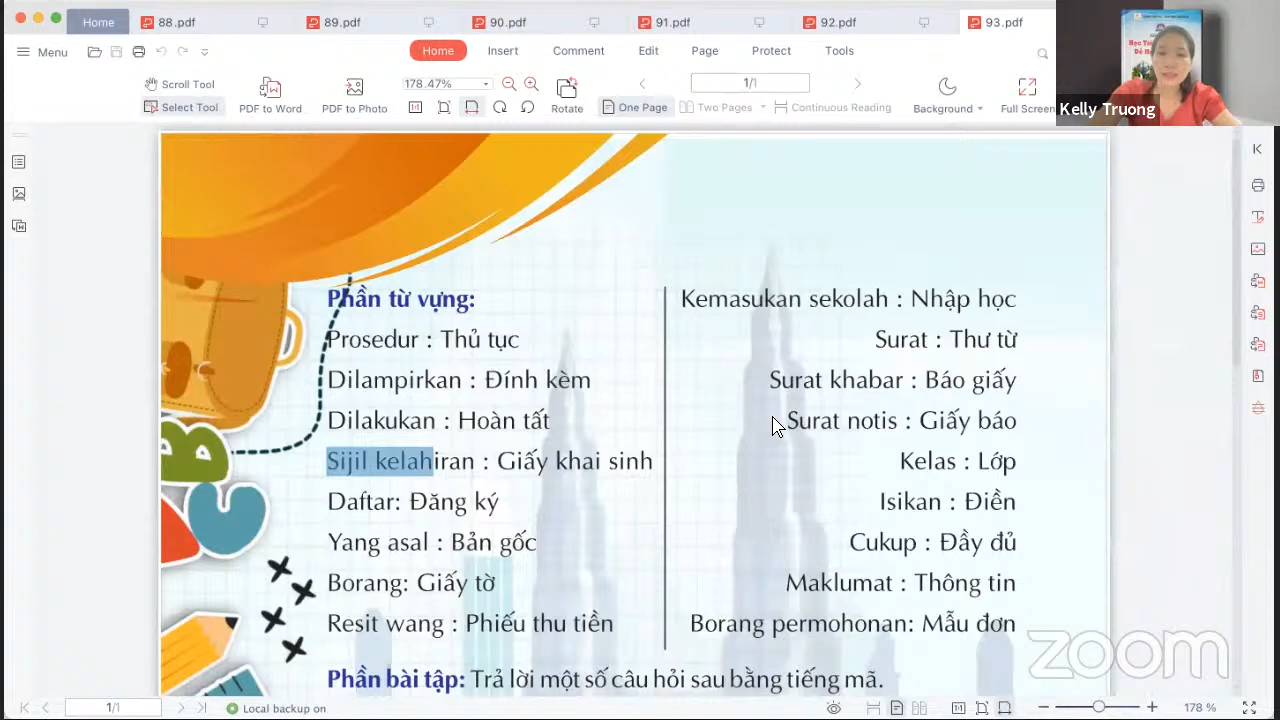 Home
88.pdf
89.pdf
90.pdf
91.pdf
92.pdf
93.pdf
Menu
Home
Insert
Comment
Edit
Page
Protect
Tools
Scroll Tool
Select Tool
PDF to Word
PDF to Photo
178.47%
Rotate
1/1
One Page
Two Pages
Continuous Reading
Background
Full Screen
Kelly Truong
Phần từ vựng:
Prosedur : Thủ tục
Dilampirkan : Đính kèm
Dilakukan : Hoàn tất
Sijil kelahiran : Giấy khai sinh
Daftar: Đăng ký
Yang asal : Bản gốc
Borang: Giấy tờ
Resit wang : Phiếu thu tiền
Kemasukan sekolah : Nhập học
Surat : Thư từ
Surat khabar : Báo giấy
Surat notis : Giấy báo
Kelas : Lớp
Isikan : Điền
Cukup : Đầy đủ
Maklumat : Thông tin
Borang permohonan: Mẫu đơn
Phần bài tập: Trả lời một số câu hỏi sau bằng tiếng mã.
zoom
1/1
Local backup on
178 %